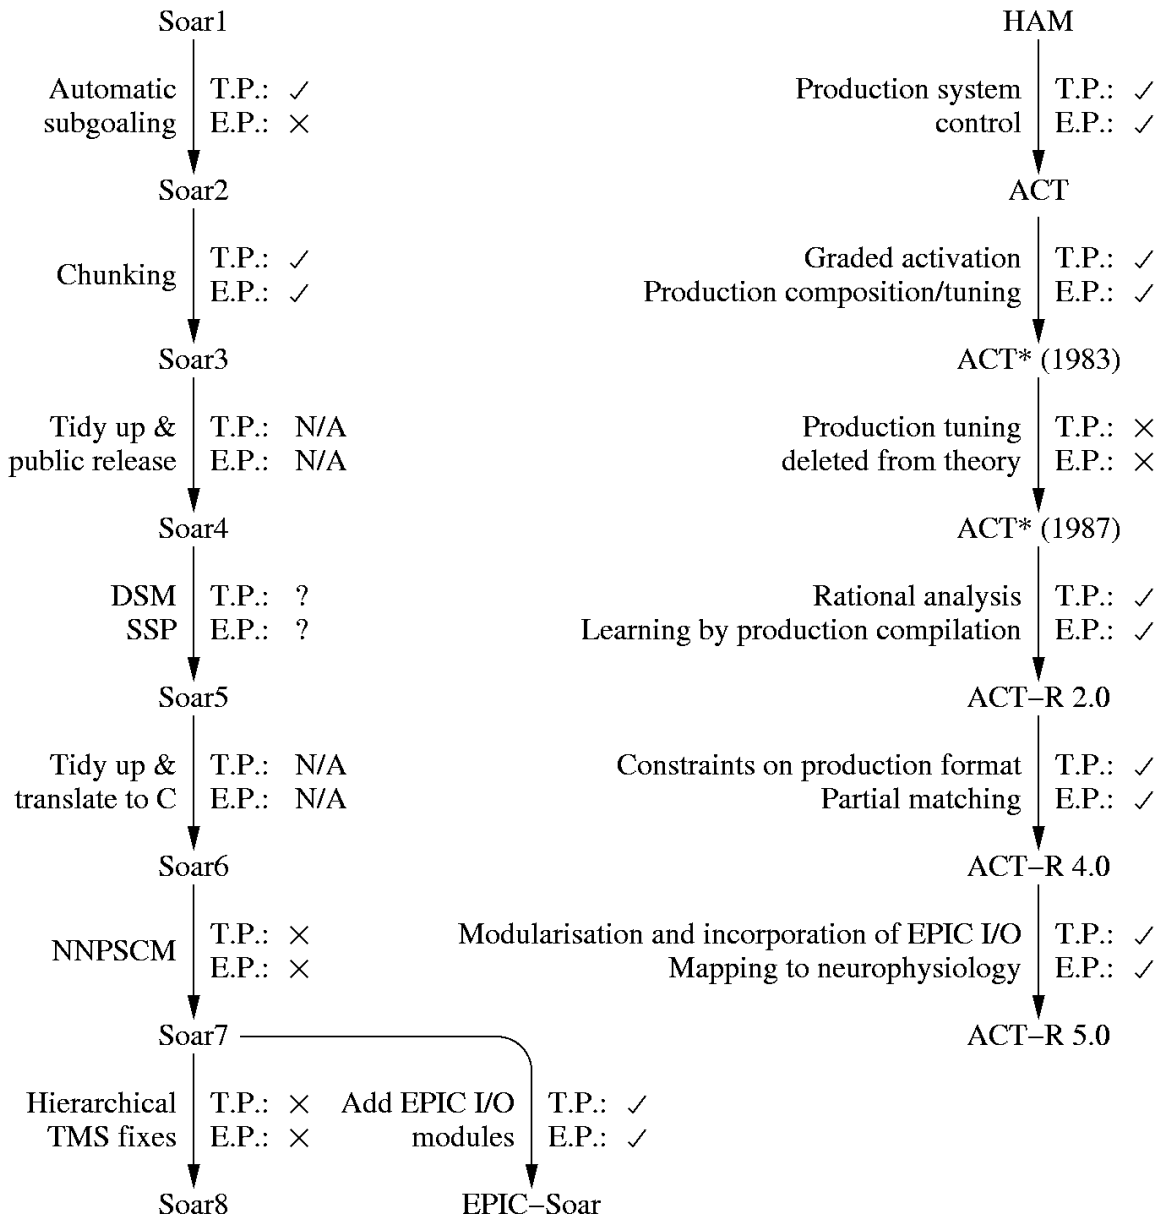 Soar1
Automatic
subgoaling
T.P.: ✓
E.P.: ×
Soar2
Chunking
T.P.: ✓
E.P.: ✓
Soar3
Tidy up &
public release
T.P.: N/A
E.P.: N/A
Soar4
DSM
SSP
T.P.: ?
E.P.: ?
Soar5
Tidy up &
translate to C
T.P.: N/A
E.P.: N/A
Soar6
NNPSCM
T.P.: ×
E.P.: ×
Soar7
Hierarchical
TMS fixes
T.P.: ×
E.P.: ×
Soar8
Add EPIC I/O
modules
T.P.: ✓
E.P.: ✓
EPIC–Soar
HAM
Production system
control
T.P.: ✓
E.P.: ✓
ACT
Graded activation
Production composition/tuning
T.P.: ✓
E.P.: ✓
ACT* (1983)
Production tuning
deleted from theory
T.P.: ×
E.P.: ×
ACT* (1987)
Rational analysis
Learning by production compilation
T.P.: ✓
E.P.: ✓
ACT–R 2.0
Constraints on production format
Partial matching
T.P.: ✓
E.P.: ✓
ACT–R 4.0
Modularisation and incorporation of EPIC I/O
Mapping to neurophysiology
T.P.: ✓
E.P.: ✓
ACT–R 5.0